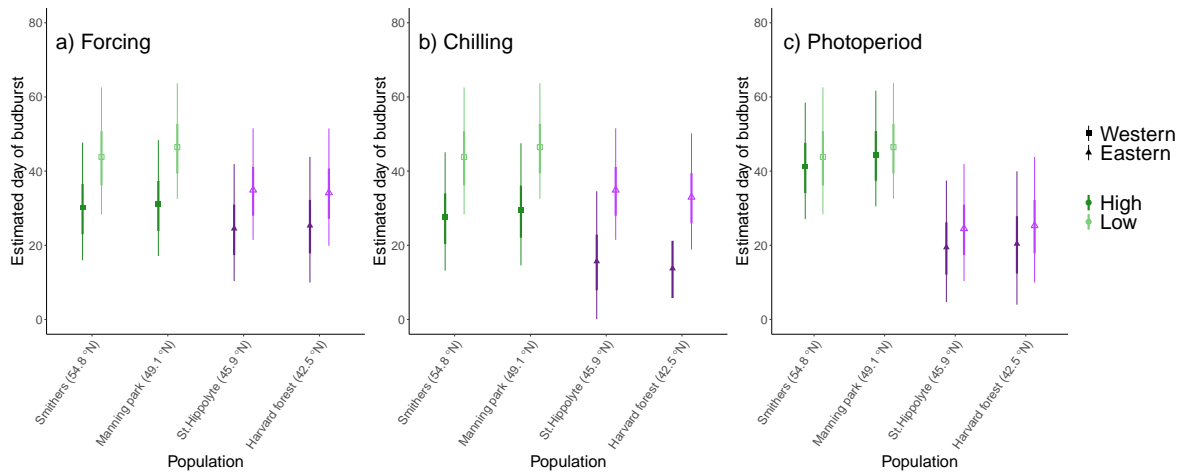 a) Forcing
Estimated day of budburst
80
60
40
20
0
Smithers (54.8 °N)
Manning park (49.1 °N)
St.Hippolyte (45.9 °N)
Harvard forest (42.5 °N)
Population
b) Chilling
Estimated day of budburst
80
60
40
20
0
Smithers (54.8 °N)
Manning park (49.1 °N)
St.Hippolyte (45.9 °N)
Harvard forest (42.5 °N)
Population
c) Photoperiod
Estimated day of budburst
80
60
40
20
0
Smithers (54.8 °N)
Manning park (49.1 °N)
St.Hippolyte (45.9 °N)
Harvard forest (42.5 °N)
Population
Western
Eastern
High
Low